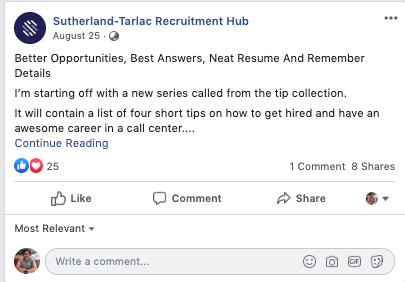 Sutherland-Tarlac Recruitment Hub
August 25 ·
Better Opportunities, Best Answers, Neat Resume And Remember
Details
I'm starting off with a new series called from the tip collection.
It will contain a list of four short tips on how to get hired and have an
awesome career in a call center....
Continue Reading
25
1 Comment 8 Shares
Like Comment Share
Most Relevant
Write a comment...
GIF